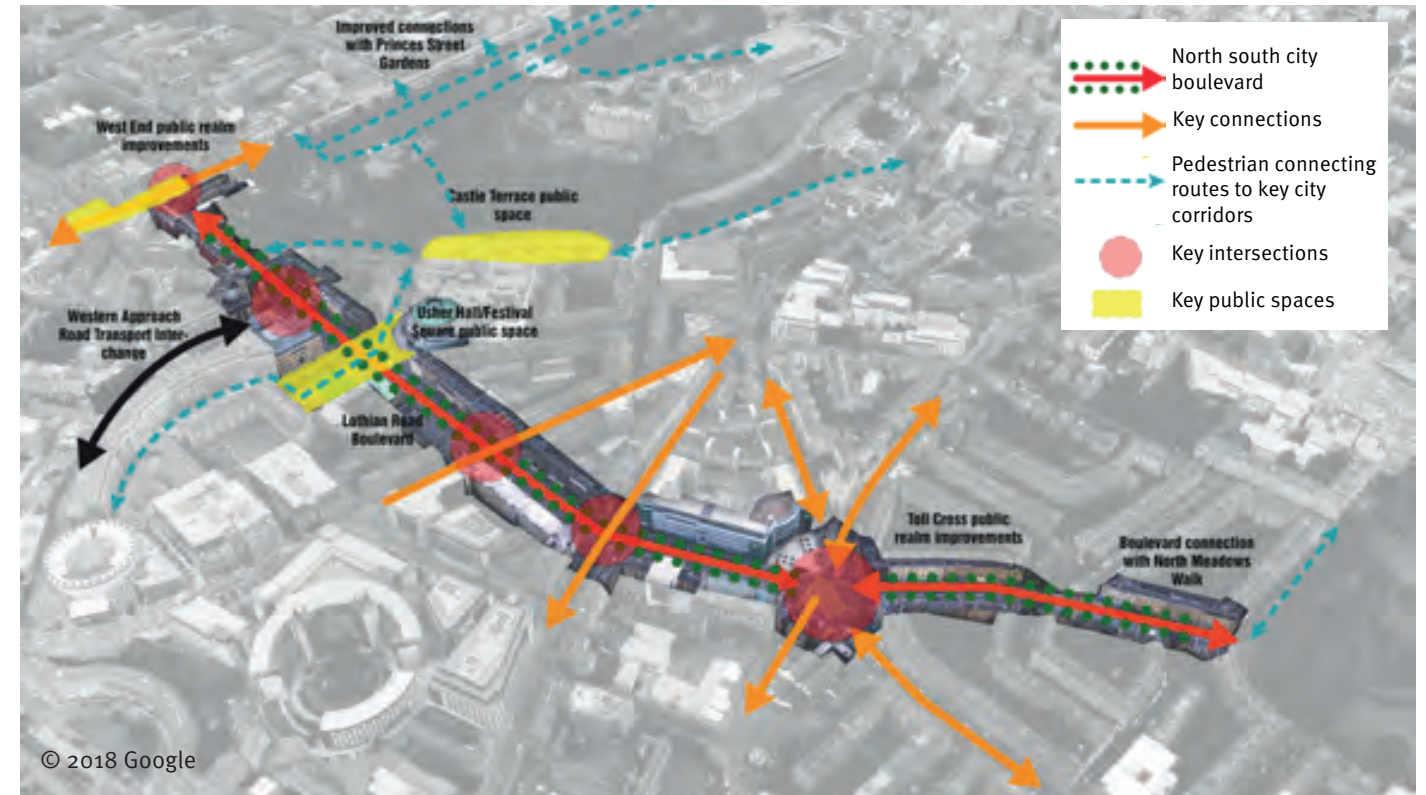 Improved connections
with Princes Street
Gardens
West End public realm
improvements
Castle Terrace public
space
Usher Hall/Festival
Square public space
Western Approach
Road Transport Inter-
change
Lothian Road
Boulevard
Toll Cross public
realm improvements
Boulevard connection
with North Meadows
Walk
North south city
boulevard
Key connections
Pedestrian connecting
routes to key city
corridors
Key intersections
Key public spaces
© 2018 Google